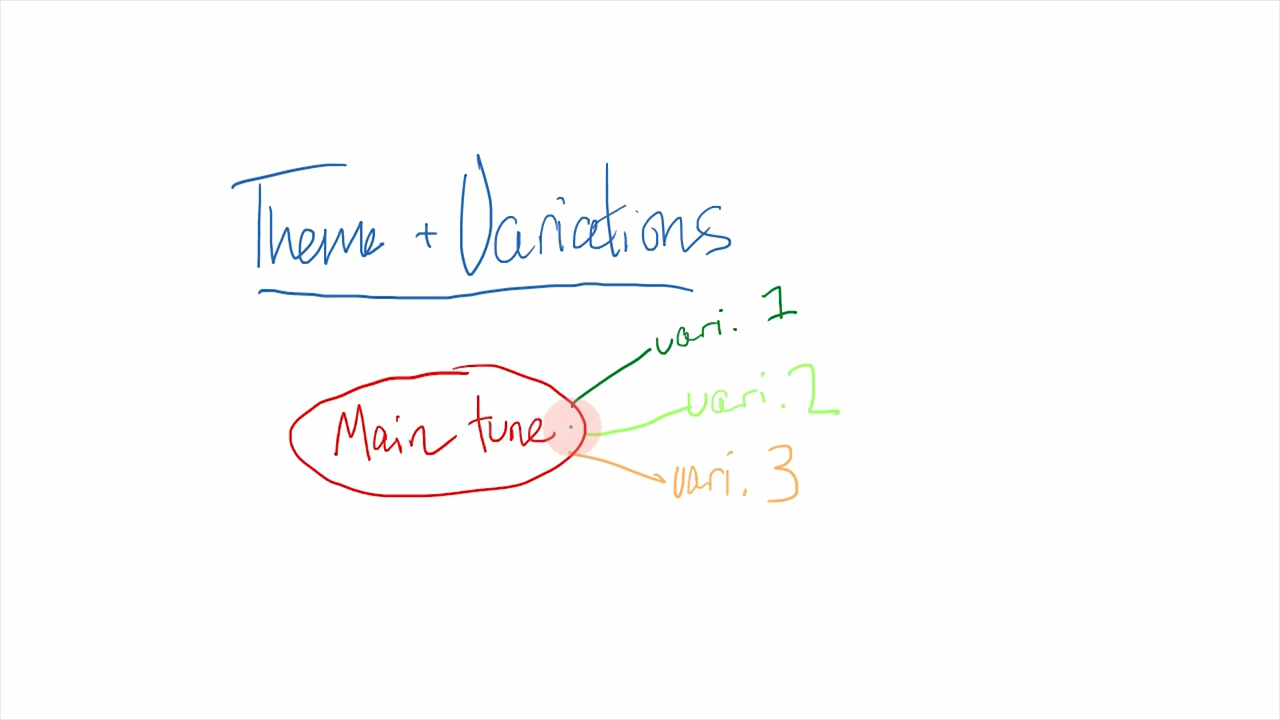 Theme + Variations
vari. 1
vari. 2
Main tune
vari. 3